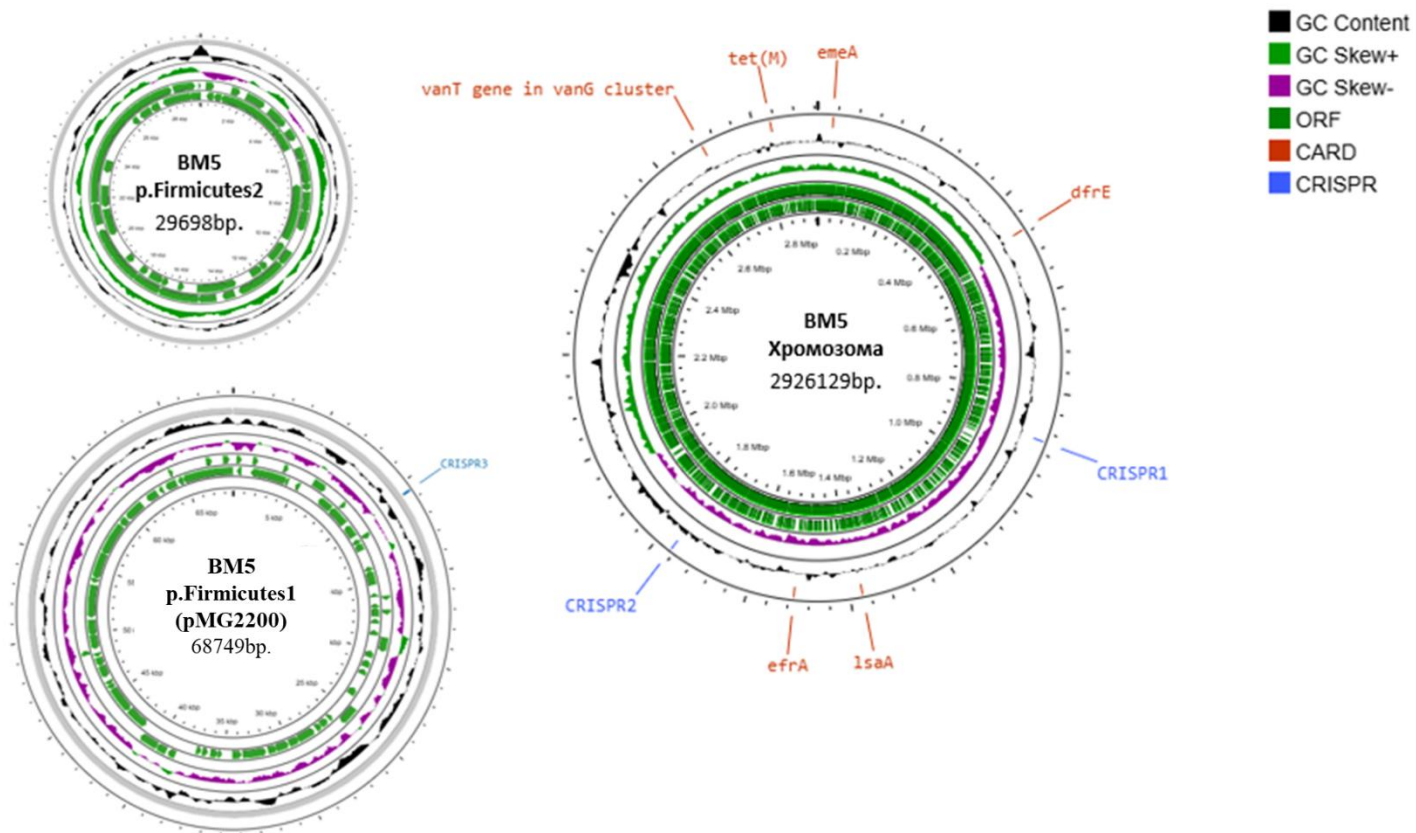 GC Content
GC Skew+
GC Skew-
ORF
CARD
CRISPR
BM5
p.Firmicutes2
29698bp.
tet(M)
emeA
vanT gene in vanG cluster
dfrE
2.8 Mbp
0.2 Mbp
2.6 Mbp
0.4 Mbp
2.4 Mbp
0.6 Mbp
BM5
Хромозома
2926129bp.
2.2 Mbp
0.8 Mbp
2.0 Mbp
1.0 Mbp
1.8 Mbp
1.2 Mbp
1.6 Mbp
1.4 Mbp
CRISPR1
CRISPR2
efrA
lsaA
CRISPR3
65 kbp
5 kbp
60 kbp
BM5
p.Firmicutes1
(pMG2200)
68749bp.
45 kbp
25 kbp
40 kbp
35 kbp
30 kbp